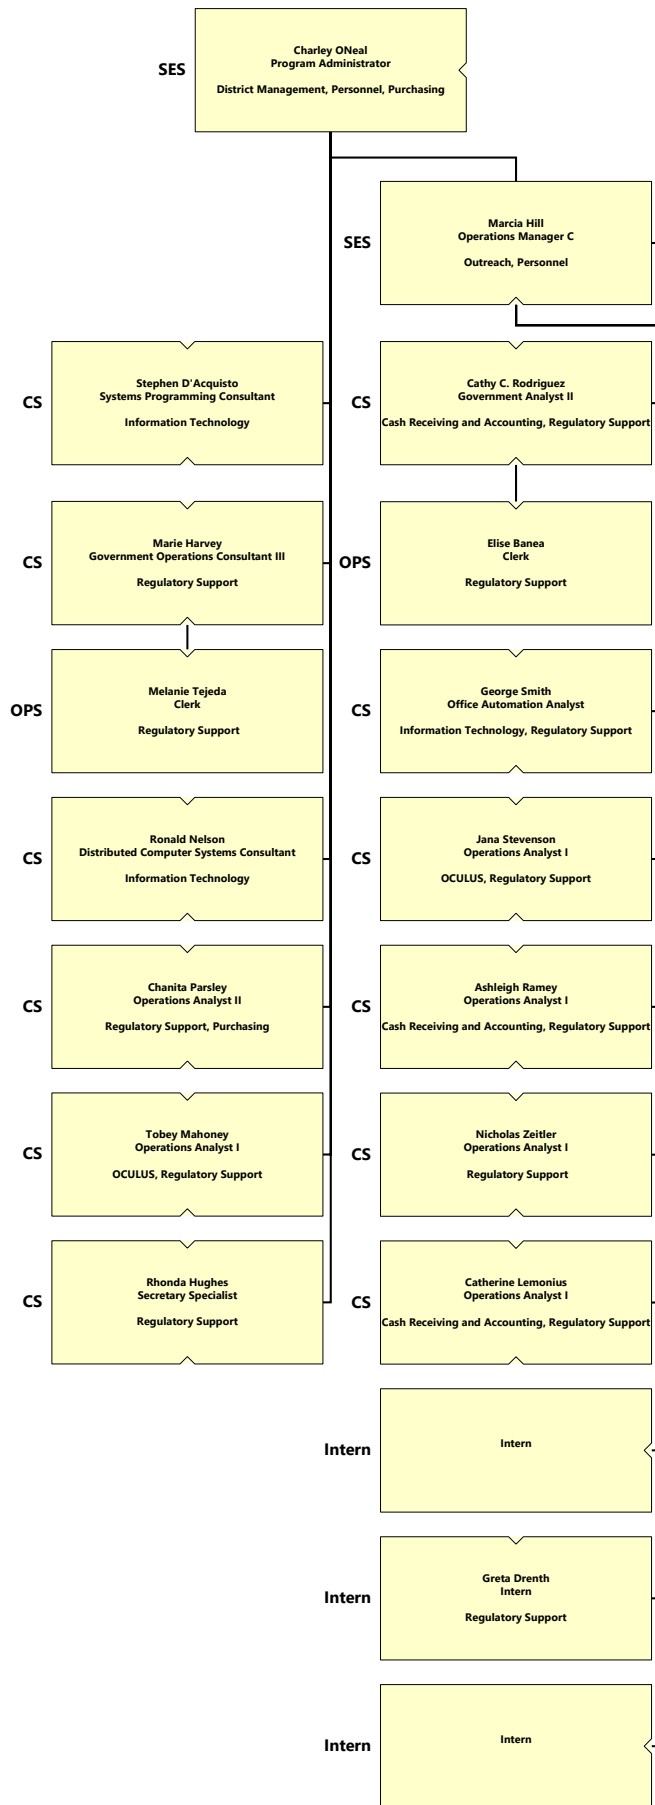 SES
Charley ONeal
Program Administrator
District Management, Personnel, Purchasing
SES
Marcia Hill
Operations Manager C
Outreach, Personnel
CS
Stephen D'Acquisto
Systems Programming Consultant
Information Technology
CS
Cathy C. Rodriguez
Government Analyst II
Cash Receiving and Accounting, Regulatory Support
CS
Marie Harvey
Government Operations Consultant III
Regulatory Support
OPS
Elise Banea
Clerk
Regulatory Support
OPS
Melanie Tejeda
Clerk
Regulatory Support
CS
George Smith
Office Automation Analyst
Information Technology, Regulatory Support
CS
Ronald Nelson
Distributed Computer Systems Consultant
Information Technology
CS
Jana Stevenson
Operations Analyst I
OCULUS, Regulatory Support
CS
Chanita Parsley
Operations Analyst II
Regulatory Support, Purchasing
CS
Ashleigh Ramey
Operations Analyst I
Cash Receiving and Accounting, Regulatory Support
CS
Tobey Mahoney
Operations Analyst I
OCULUS, Regulatory Support
CS
Nicholas Zeitler
Operations Analyst I
Regulatory Support
CS
Rhonda Hughes
Secretary Specialist
Regulatory Support
CS
Catherine Lemonius
Operations Analyst I
Cash Receiving and Accounting, Regulatory Support
Intern
Intern
Intern
Greta Drenth
Intern
Regulatory Support
Intern
Intern